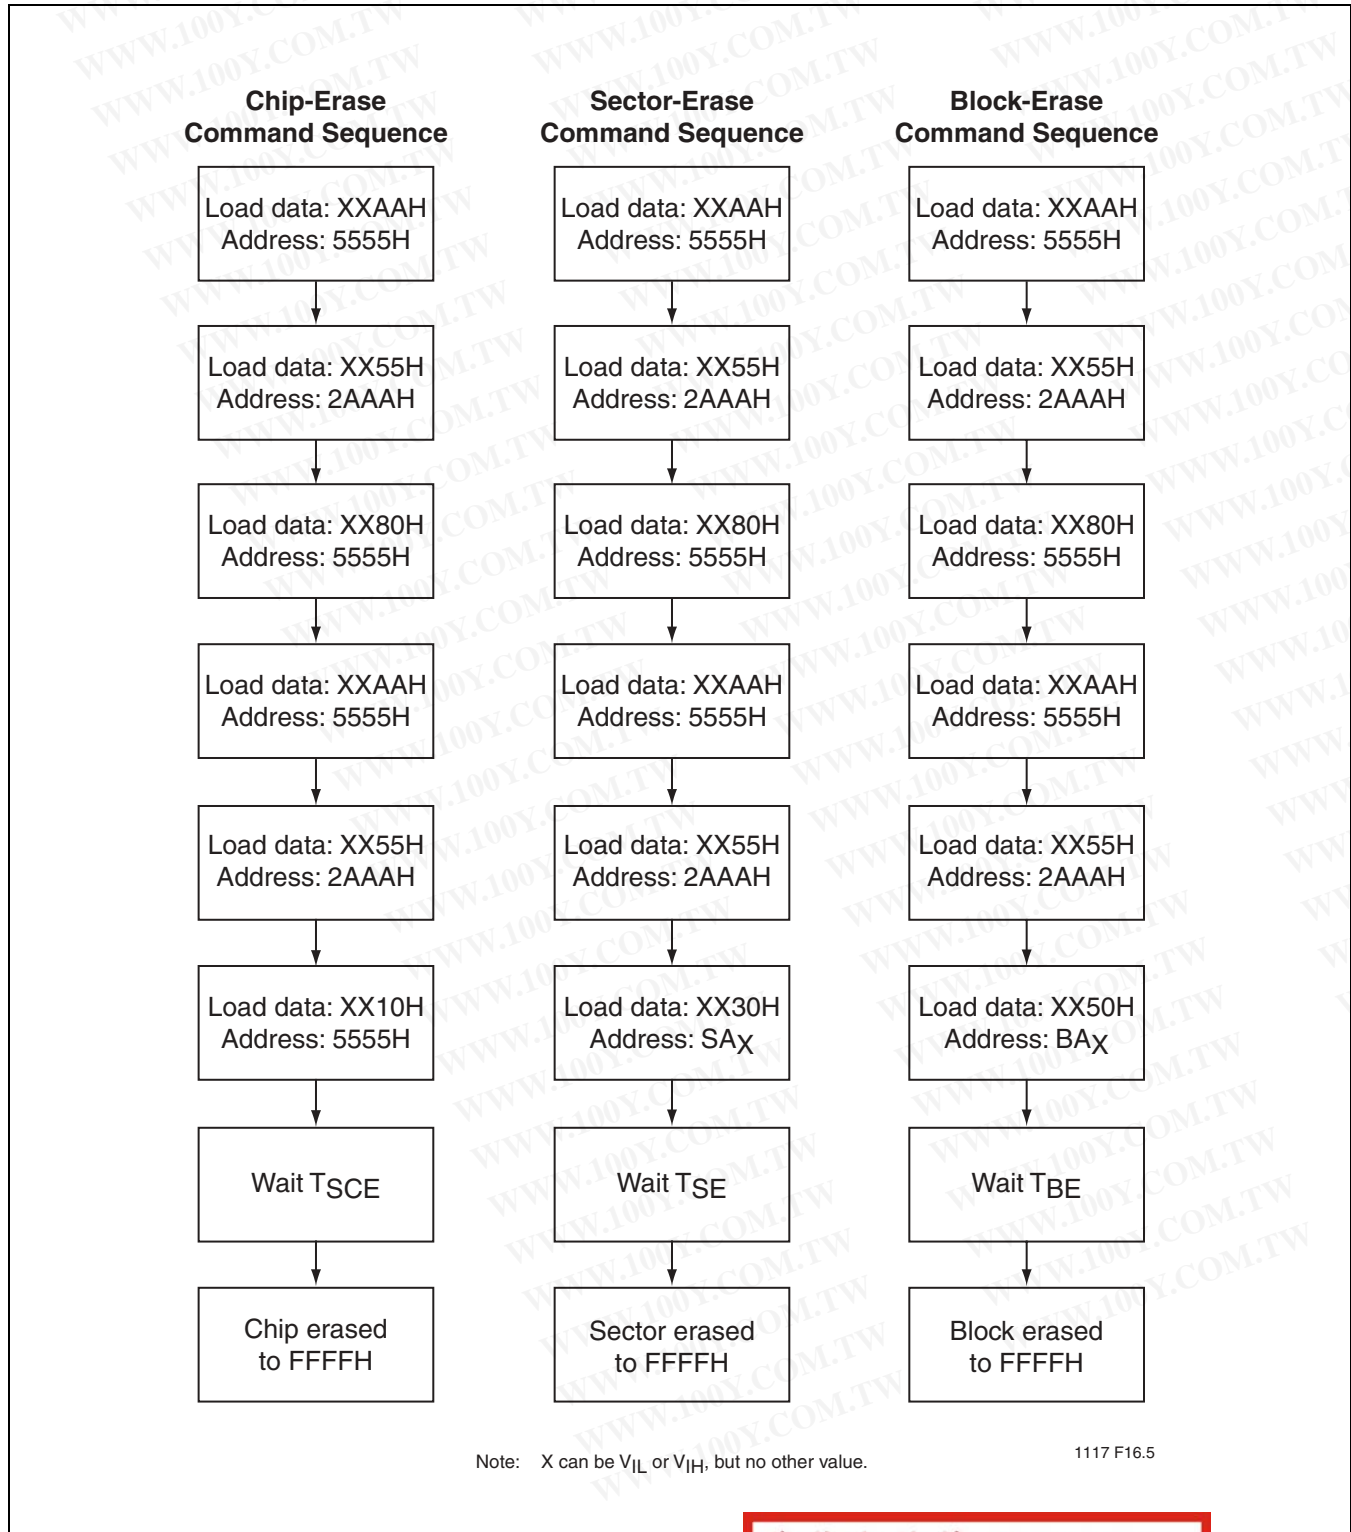 Chip-Erase
Command Sequence
Load data: XXAAH
Address: 5555H
Load data: XX55H
Address: 2AAAH
Load data: XX80H
Address: 5555H
Load data: XXAAH
Address: 5555H
Load data: XX55H
Address: 2AAAH
Load data: XX10H
Address: 5555H
Wait TSCE
Chip erased
to FFFFH
Sector-Erase
Command Sequence
Load data: XXAAH
Address: 5555H
Load data: XX55H
Address: 2AAAH
Load data: XX80H
Address: 5555H
Load data: XXAAH
Address: 5555H
Load data: XX55H
Address: 2AAAH
Load data: XX30H
Address: SAX
Wait TSE
Sector erased
to FFFFH
Block-Erase
Command Sequence
Load data: XXAAH
Address: 5555H
Load data: XX55H
Address: 2AAAH
Load data: XX80H
Address: 5555H
Load data: XXAAH
Address: 5555H
Load data: XX55H
Address: 2AAAH
Load data: XX50H
Address: BAX
Wait TBE
Block erased
to FFFFH
Note: X can be VIL or VIH, but no other value.
1117 F16.5
WWW.100Y.COM.TW